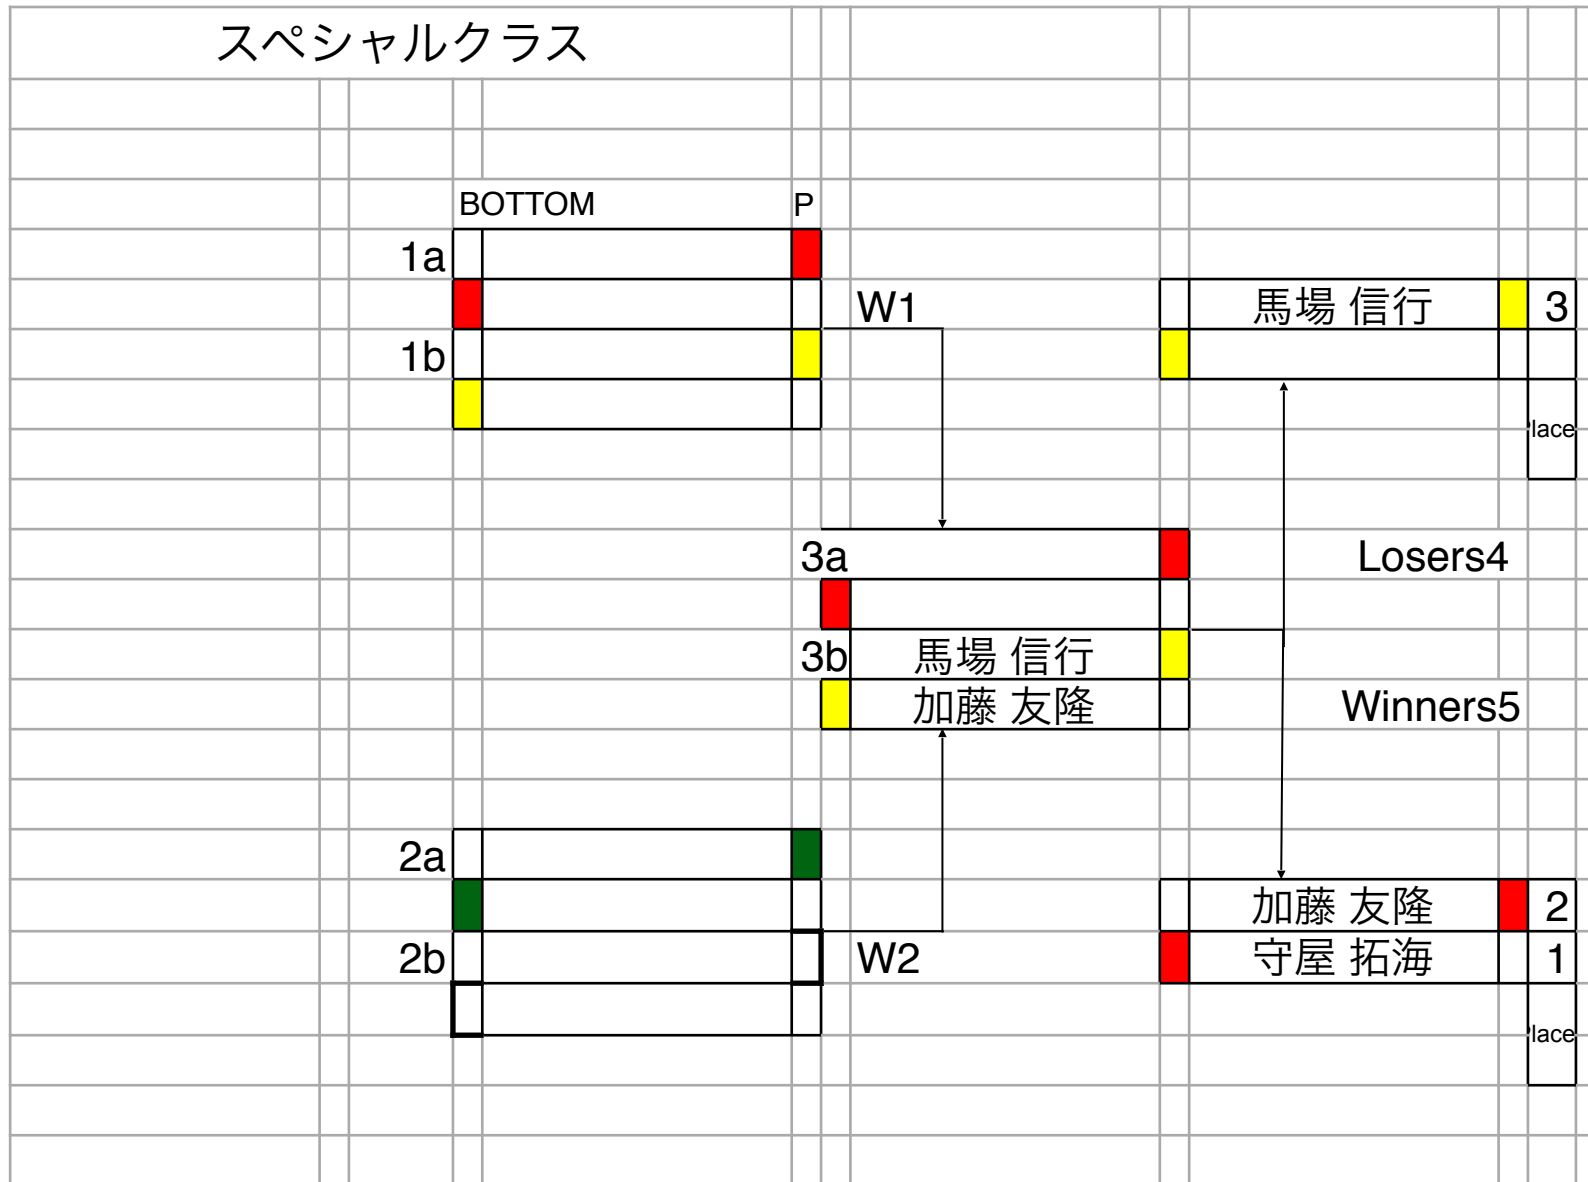 スペシャルクラス
BOTTOM P
1a
W1
馬場 信行 3
1b
lace
3a
Losers4
3b 馬場 信行
加藤 友隆
Winners5
2a
加藤 友隆 2
2b
W2
守屋 拓海 1
lace